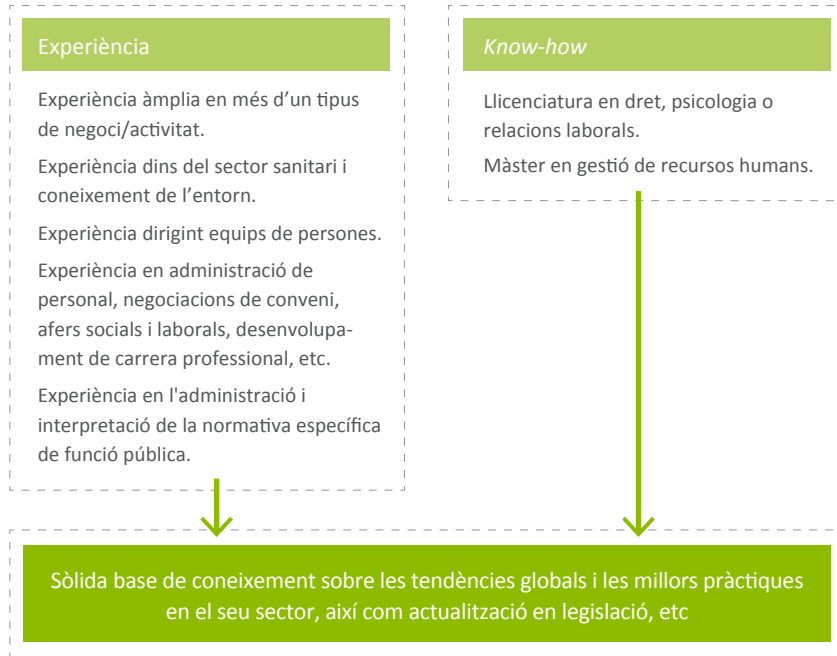 Experiència
Experiència àmplia en més d’un tipus
de negoci/activitat.
Experiència dins del sector sanitari i
coneixement de l’entorn.
Experiència dirigint equips de persones.
Experiència en administració de
personal, negociacions de conveni,
afers socials i laborals, desenvolupa-
ment de carrera professional, etc.
Experiència en l'administració i
interpretació de la normativa específica
de funció pública.
Know-how
Llicenciatura en dret, psicologia o
relacions laborals.
Màster en gestió de recursos humans.
Sòlida base de coneixement sobre les tendències globals i les millors pràctiques
en el seu sector, així com actualització en legislació, etc